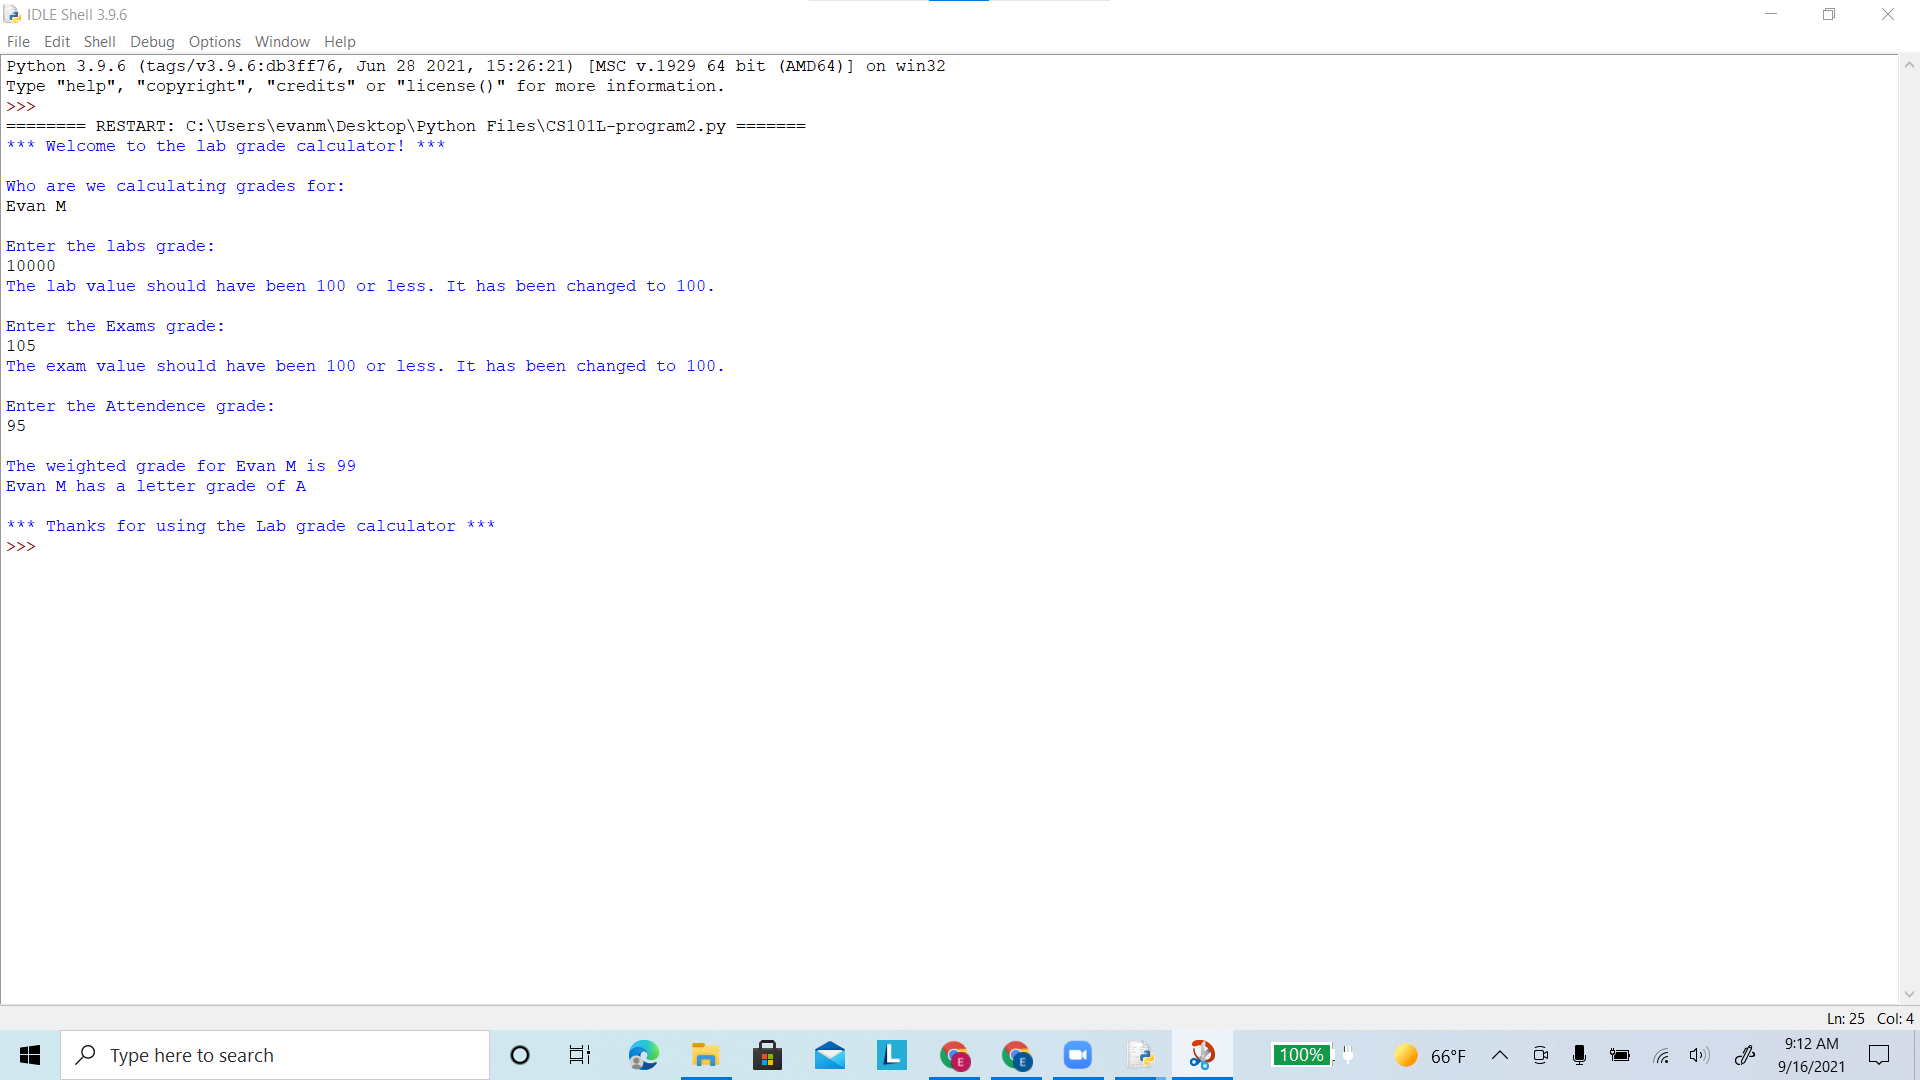 IDLE Shell 3.9.6
File Edit Shell Debug Options Window Help
Python 3.9.6 (tags/v3.9.6:db3ff76, Jun 28 2021, 15:26:21) [MSC v.1929 64 bit (AMD64)] on win32
Type "help", "copyright", "credits" or "license()" for more information.
>>>
======== RESTART: C:\Users\evanm\Desktop\Python Files\CS101L-program2.py =======
*** Welcome to the lab grade calculator! ***
Who are we calculating grades for:
Evan M
Enter the labs grade:
10000
The lab value should have been 100 or less. It has been changed to 100.
Enter the Exams grade:
105
The exam value should have been 100 or less. It has been changed to 100.
Enter the Attendence grade:
95
The weighted grade for Evan M is 99
Evan M has a letter grade of A
*** Thanks for using the Lab grade calculator ***
>>>
Ln: 25 Col: 4
Type here to search
L
E
E
100%
66°F
9:12 AM
9/16/2021